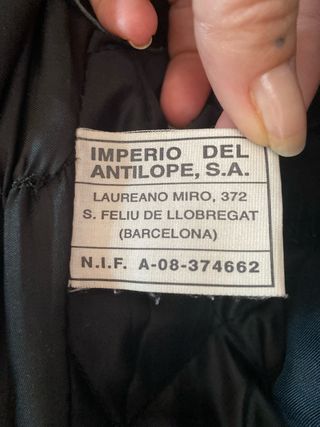 IMPERIO DEL
ANTILOPE, S.A.
LAUREANO MIRO, 372
S. FELIU DE LLOBREGAT
(BARCELONA)
N.I.F. A-08-374662